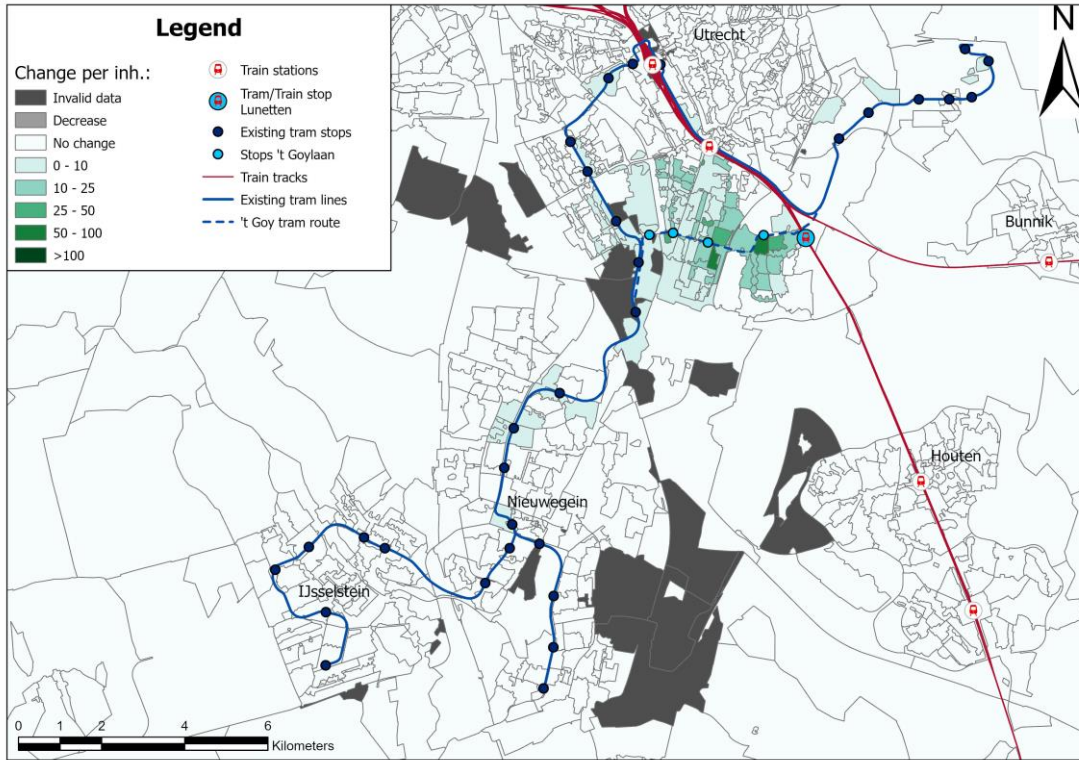 Legend
Change per inh.:
Invalid data
Decrease
No change
0 - 10
10 - 25
25 - 50
50 - 100
>100
Train stations
Tram/Train stop
Lunetten
Existing tram stops
Stops 't Goylaan
Train tracks
Existing tram lines
't Goy tram route
Utrecht
N
Bunnik
Houten
Nieuwegein
IJsselstein
0 1 2 4 6
Kilometers